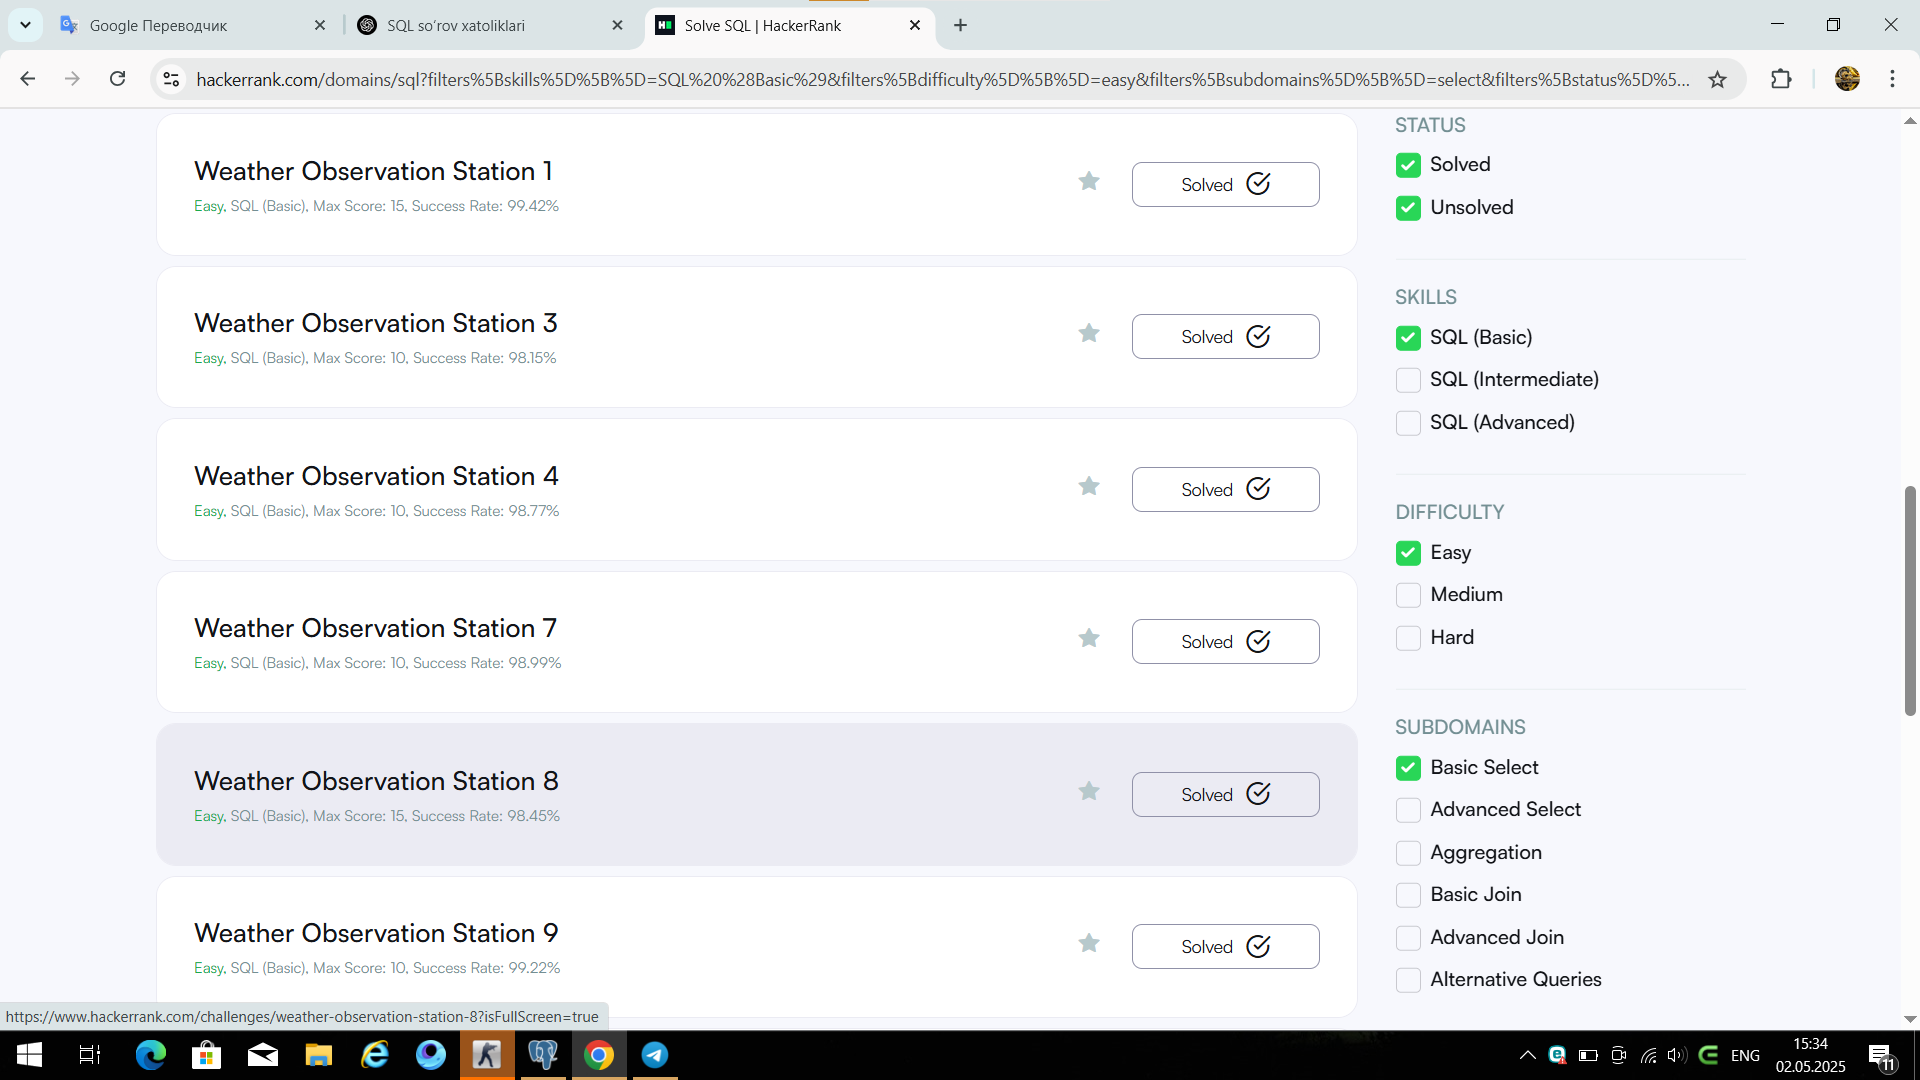 Google Переводчик
SQL so‘rov xatoliklari
Solve SQL | HackerRank
hackerrank.com/domains/sql?filters%5Bskills%5D%5B%5D=SQL%20%28Basic%29&filters%5Bdifficulty%5D%5B%5D=easy&filters%5Bsubdomains%5D%5B%5D=select&filters%5Bstatus%5D%5...
Weather Observation Station 1
Easy, SQL (Basic), Max Score: 15, Success Rate: 99.42%
Solved
Weather Observation Station 3
Easy, SQL (Basic), Max Score: 10, Success Rate: 98.15%
Solved
Weather Observation Station 4
Easy, SQL (Basic), Max Score: 10, Success Rate: 98.77%
Solved
Weather Observation Station 7
Easy, SQL (Basic), Max Score: 10, Success Rate: 98.99%
Solved
Weather Observation Station 8
Easy, SQL (Basic), Max Score: 15, Success Rate: 98.45%
Solved
Weather Observation Station 9
Easy, SQL (Basic), Max Score: 10, Success Rate: 99.22%
Solved
STATUS
Solved
Unsolved
SKILLS
SQL (Basic)
SQL (Intermediate)
SQL (Advanced)
DIFFICULTY
Easy
Medium
Hard
SUBDOMAINS
Basic Select
Advanced Select
Aggregation
Basic Join
Advanced Join
Alternative Queries
https://www.hackerrank.com/challenges/weather-observation-station-8?isFullScreen=true
ENG
15:34
02.05.2025
11